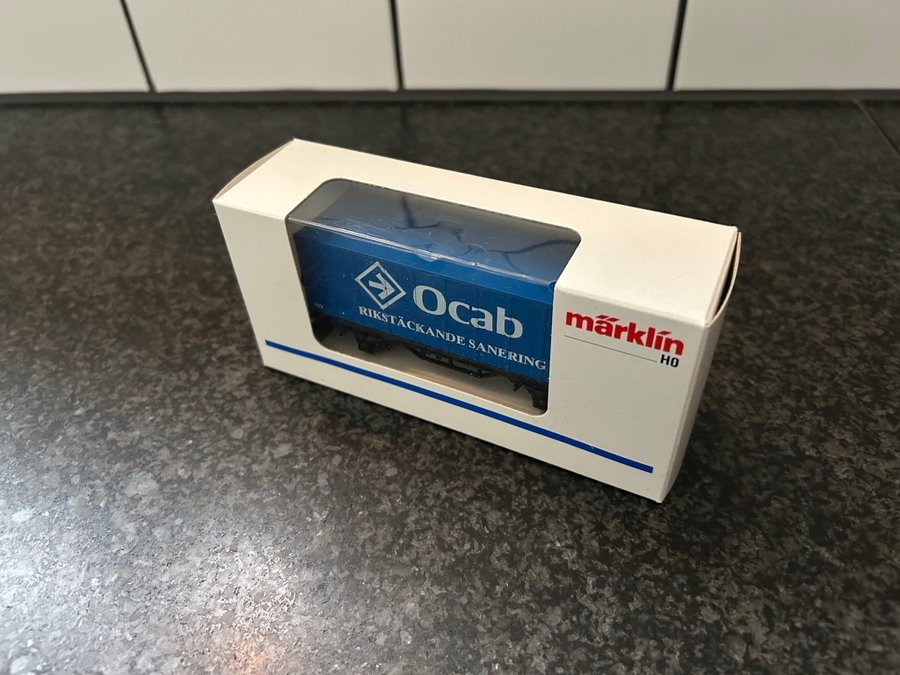 Ocab
RIKSTÄCKANDE SANERING
märklin
HO